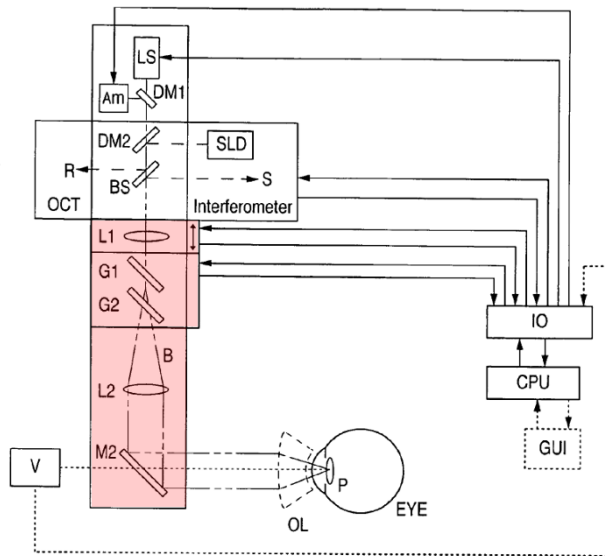 LS
Am
DM1
DM2
SLD
R
BS
S
OCT
Interferometer
L1
G1
G2
B
L2
M2
V
P
OL
EYE
IO
CPU
GUI